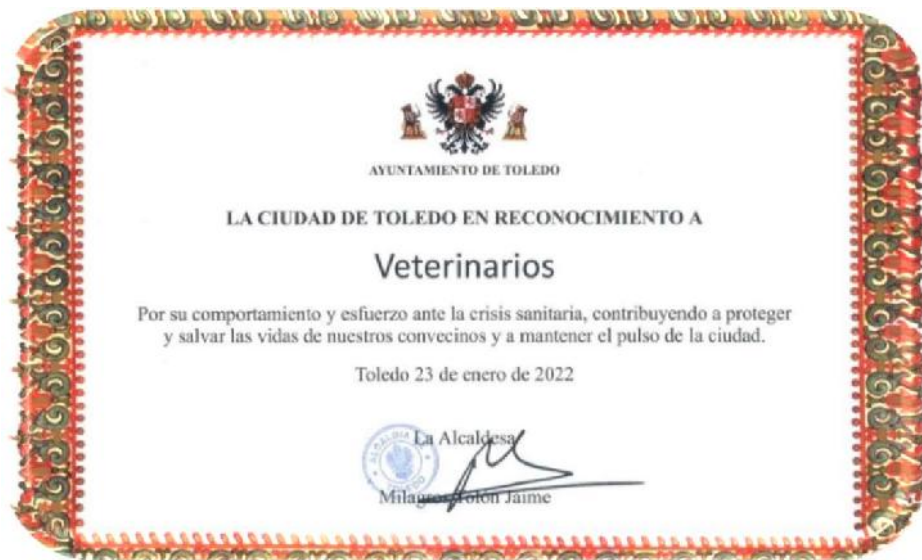 AYUNTAMIENTO DE TOLEDO
LA CIUDAD DE TOLEDO EN RECONOCIMIENTO A
Veterinarios
Por su comportamiento y esfuerzo ante la crisis sanitaria, contribuyendo a proteger
y salvar las vidas de nuestros convecinos y a mantener el pulso de la ciudad.
Toledo 23 de enero de 2022
La Alcaldesa
ALCALDIA
TOLEDO
Milagros Tolón Jaime